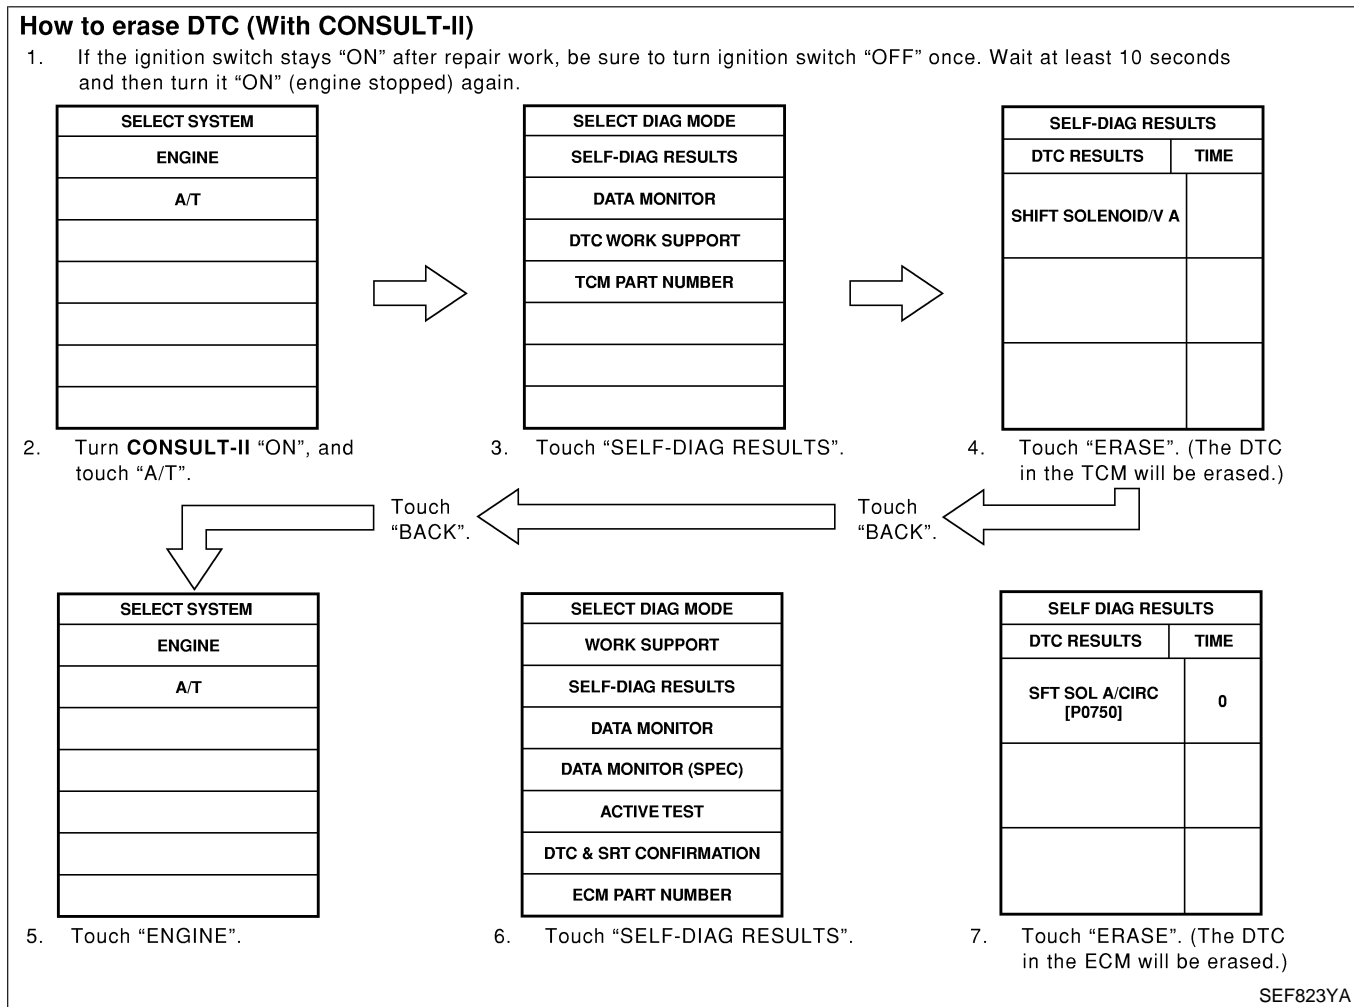 How to erase DTC (With CONSULT-II)
1. If the ignition switch stays “ON” after repair work, be sure to turn ignition switch “OFF” once. Wait at least 10 seconds
and then turn it “ON” (engine stopped) again.
SELECT SYSTEM
ENGINE
A/T
SELECT DIAG MODE
SELF-DIAG RESULTS
DATA MONITOR
DTC WORK SUPPORT
TCM PART NUMBER
SELF-DIAG RESULTS
DTC RESULTS TIME
SHIFT SOLENOID/V A
2. Turn CONSULT-II “ON”, and
touch “A/T”.
3. Touch “SELF-DIAG RESULTS”.
4. Touch “ERASE”. (The DTC
in the TCM will be erased.)
Touch
“BACK”.
Touch
“BACK”.
SELECT SYSTEM
ENGINE
A/T
SELECT DIAG MODE
WORK SUPPORT
SELF-DIAG RESULTS
DATA MONITOR
DATA MONITOR (SPEC)
ACTIVE TEST
DTC & SRT CONFIRMATION
ECM PART NUMBER
SELF DIAG RESULTS
DTC RESULTS TIME
SFT SOL A/CIRC
[P0750]
0
5. Touch “ENGINE”.
6. Touch “SELF-DIAG RESULTS”.
7. Touch “ERASE”. (The DTC
in the ECM will be erased.)
SEF823YA